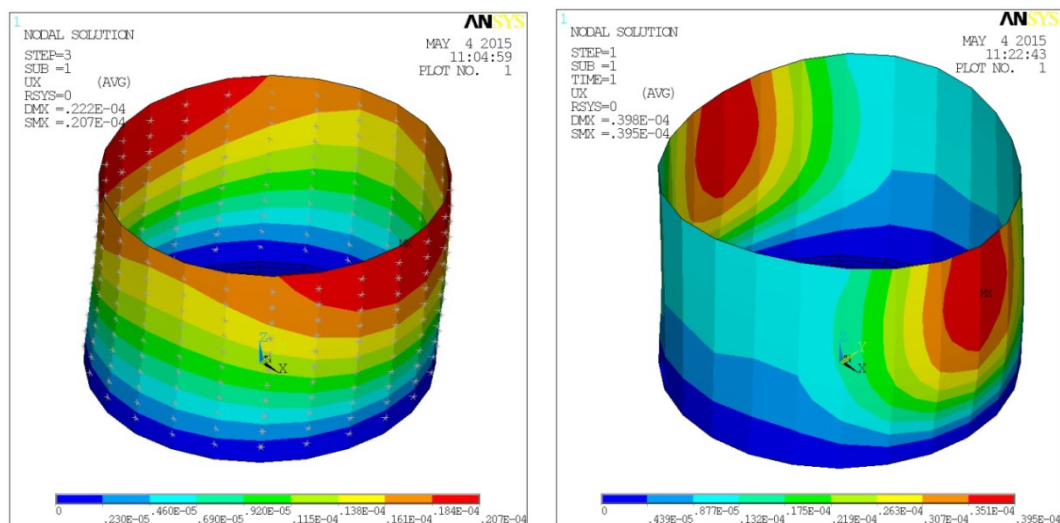 1
ANSYS
NODAL SOLUTION
MAY 4 2015
11:04:59
PLOT NO. 1
STEP=3
SUB =1
UX (AVG)
RSYS=0
DMX =.222E-04
SMX =.207E-04
MX
Z
X
0 .460E-05 .920E-05 .138E-04 .184E-04
.230E-05 .690E-05 .115E-04 .161E-04 .207E-04
1
ANSYS
NODAL SOLUTION
MAY 4 2015
11:22:43
PLOT NO. 1
STEP=1
SUB =1
TIME=1
UX (AVG)
RSYS=0
DMX =.398E-04
SMX =.395E-04
MX
Z
Y
X
0 .877E-05 .175E-04 .263E-04 .351E-04
.439E-05 .132E-04 .219E-04 .307E-04 .395E-04